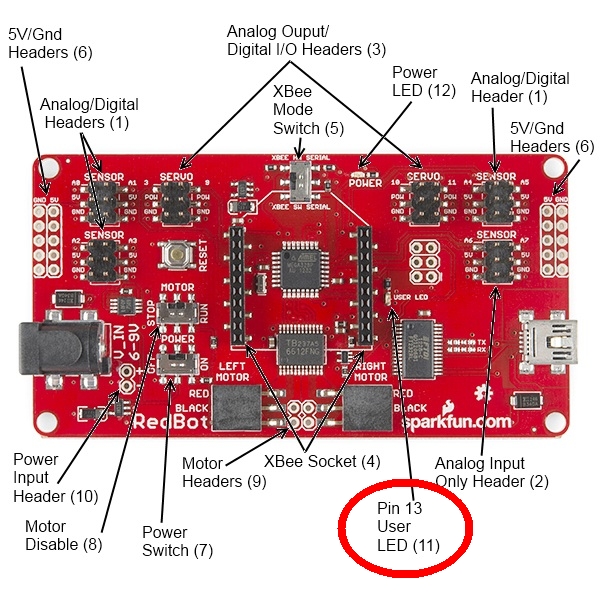 5V/Gnd
Headers (6)
Analog Ouput/
Digital I/O Headers (3)
Power
LED (12)
XBee
Mode
Switch (5)
Analog/Digital
Headers (1)
Analog/Digital
Header (1)
5V/Gnd
Headers (6)
XBEE HW SERIAL
POWER
XBEE SW SERIAL
SENSOR
A0 A1
5V 5V
GND GND
SERVO
3 9
POW POW
GND GND
SERVO
10 11
POW POW
GND GND
SENSOR
A4 A5
5V 5V
GND GND
GND 5V
5V GND
SENSOR
A2 A3
5V 5V
GND GND
SENSOR
A6 A7
5V 5V
GND GND
RESET
USER LED
MOTOR
STOP
RUN
POWER
ON
V_IN
6-9V
TB237AS
6612FNG
TX
RX
LEFT
MOTOR
RIGHT
MOTOR
RED
BLACK
RED
BLACK
RedBot
sparkfun.com
Power
Input
Header (10)
Motor
Disable (8)
Power
Switch (7)
Motor
Headers (9)
XBee Socket (4)
Pin 13
User
LED (11)
Analog Input
Only Header (2)